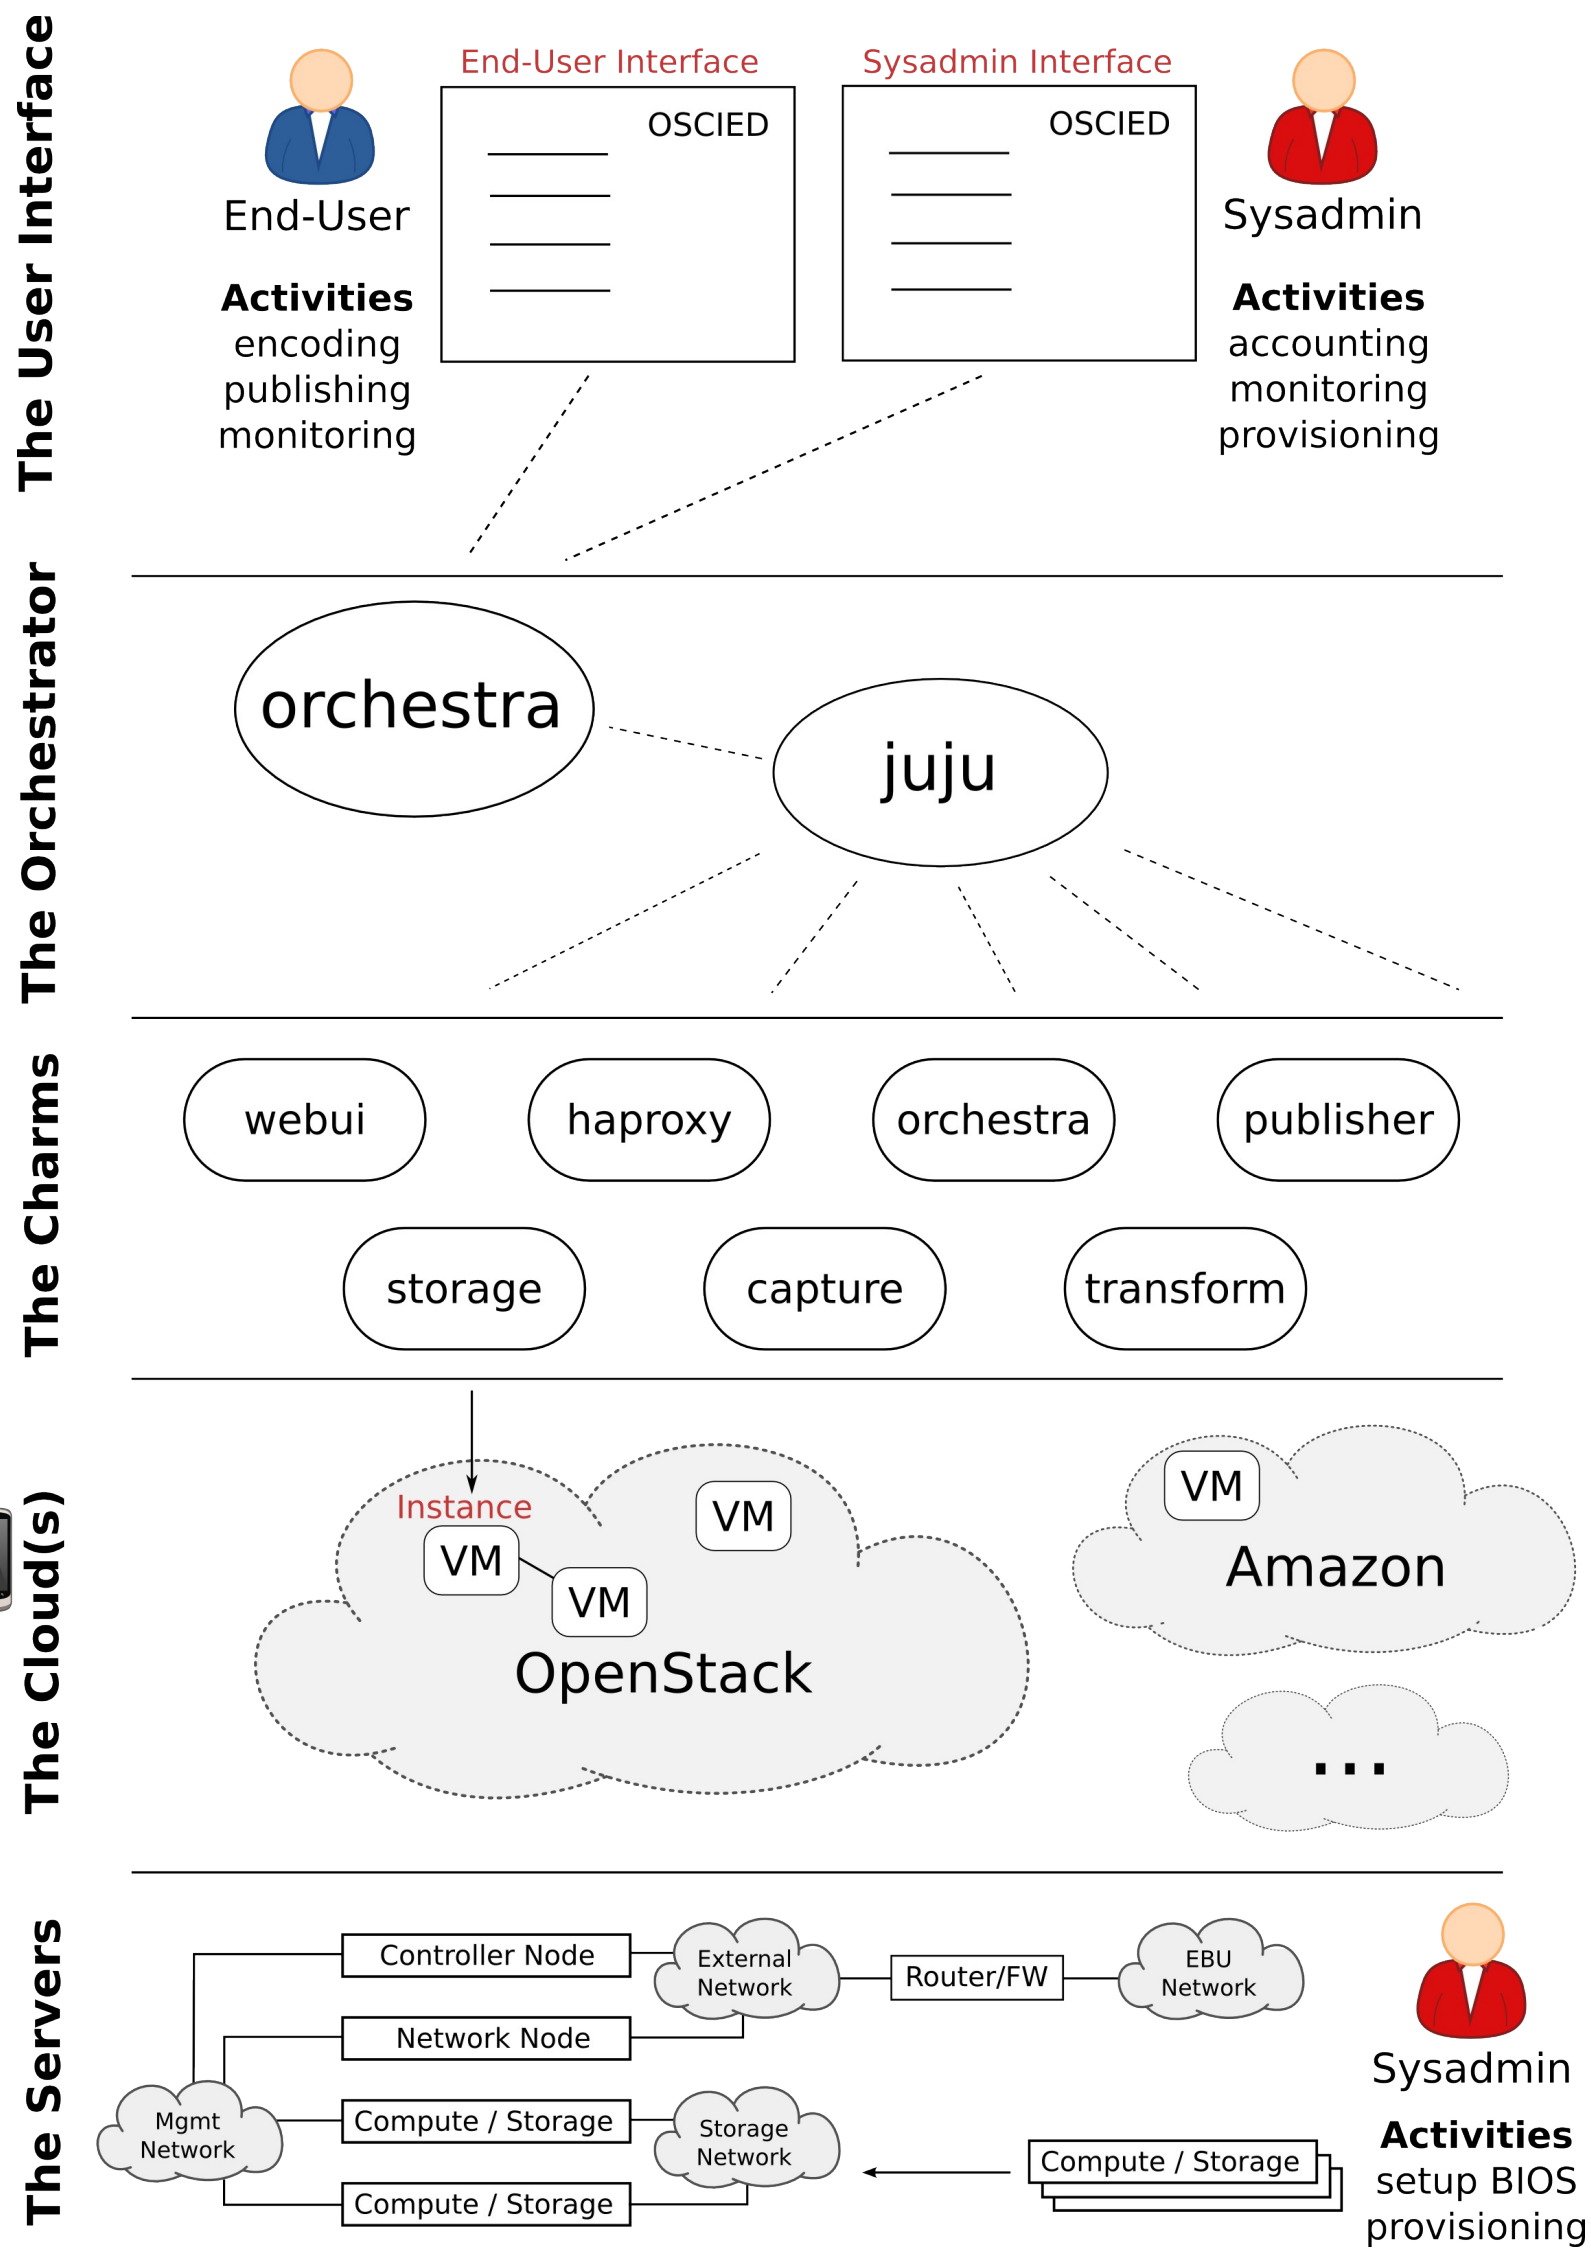 The User Interface
End-User Interface
Sysadmin Interface
OSCIED
OSCIED
End-User
Activities
encoding
publishing
monitoring
Sysadmin
Activities
accounting
monitoring
provisioning
The Orchestrator
orchestra
juju
The Charms
webui
haproxy
orchestra
publisher
storage
capture
transform
The Cloud(s)
Instance
VM
VM
VM
OpenStack
VM
Amazon
...
The Servers
Controller Node
External
Network
Router/FW
EBU
Network
Network Node
Mgmt
Network
Compute / Storage
Storage
Network
Compute / Storage
Compute / Storage
Sysadmin
Activities
setup BIOS
provisioning